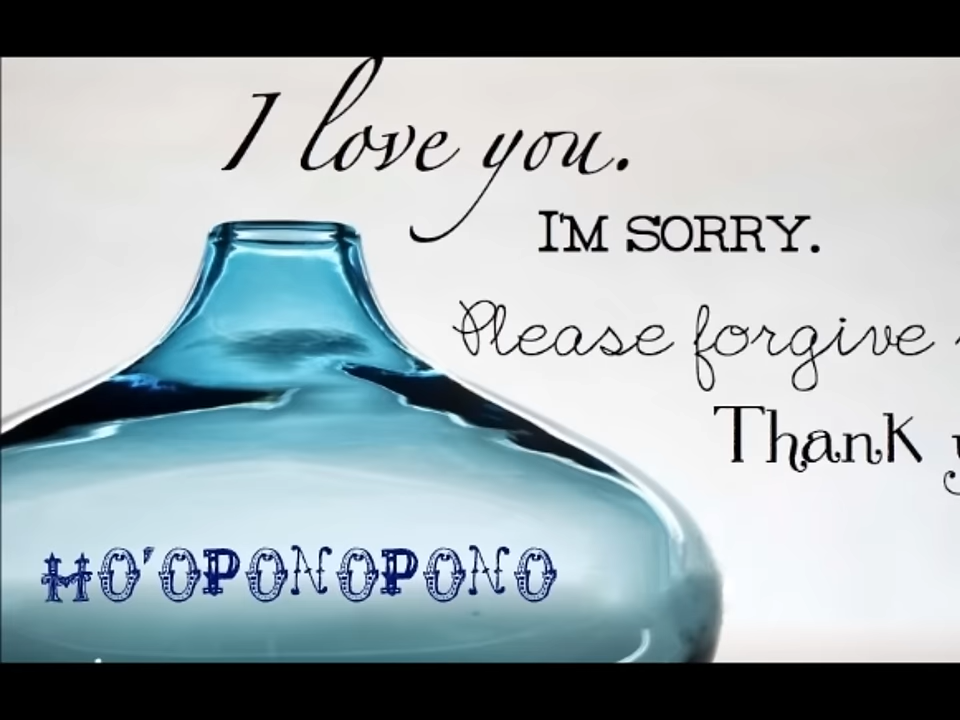 I love you.
I'M SORRY.
Please forgive
Thank y
HO'OPONOPONO